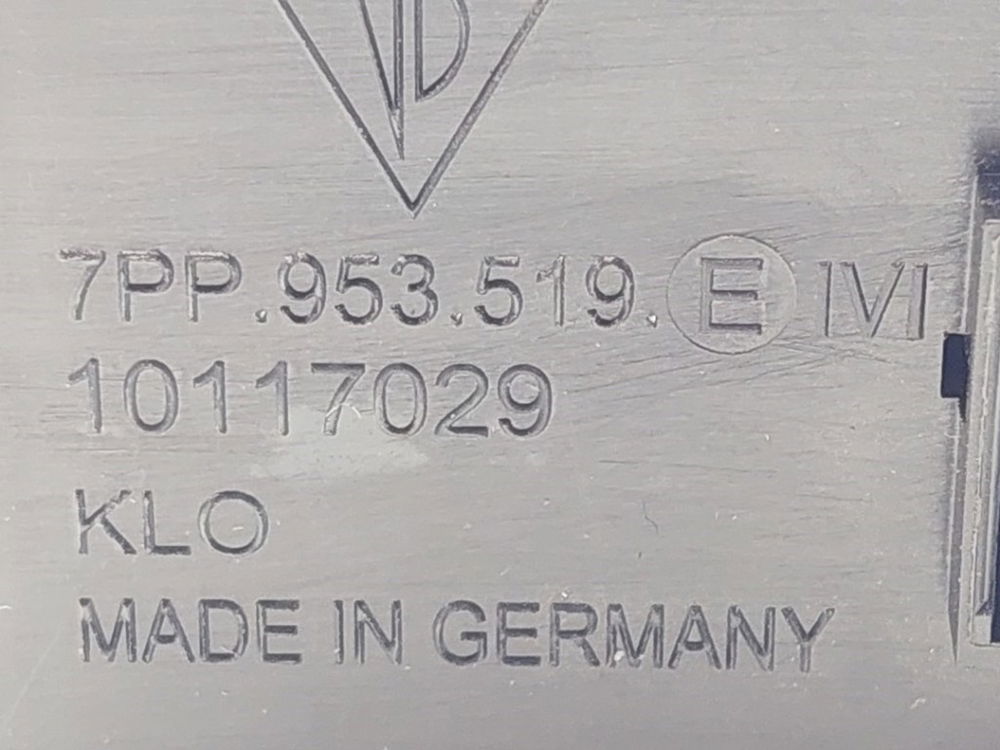 7PP.953.519.E IVI
10117029
KLO
MADE IN GERMANY